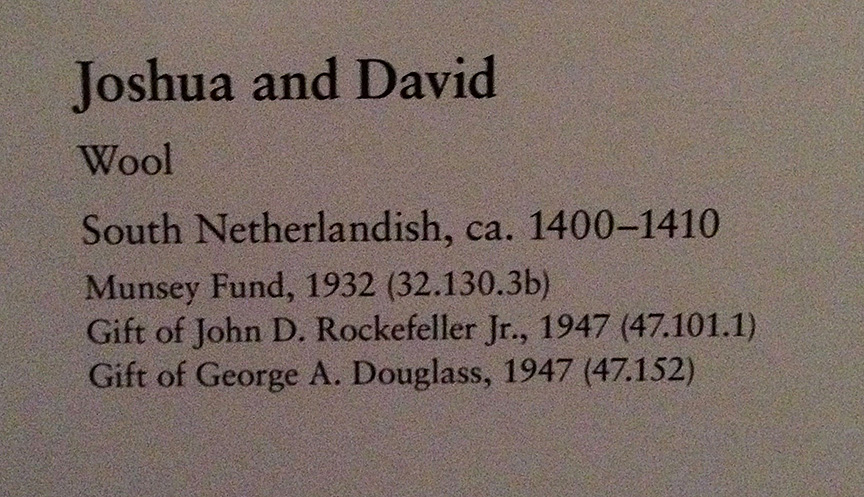 Joshua and David
Wool
South Netherlandish, ca. 1400–1410
Munsey Fund, 1932 (32.130.3b)
Gift of John D. Rockefeller Jr., 1947 (47.101.1)
Gift of George A. Douglass, 1947 (47.152)